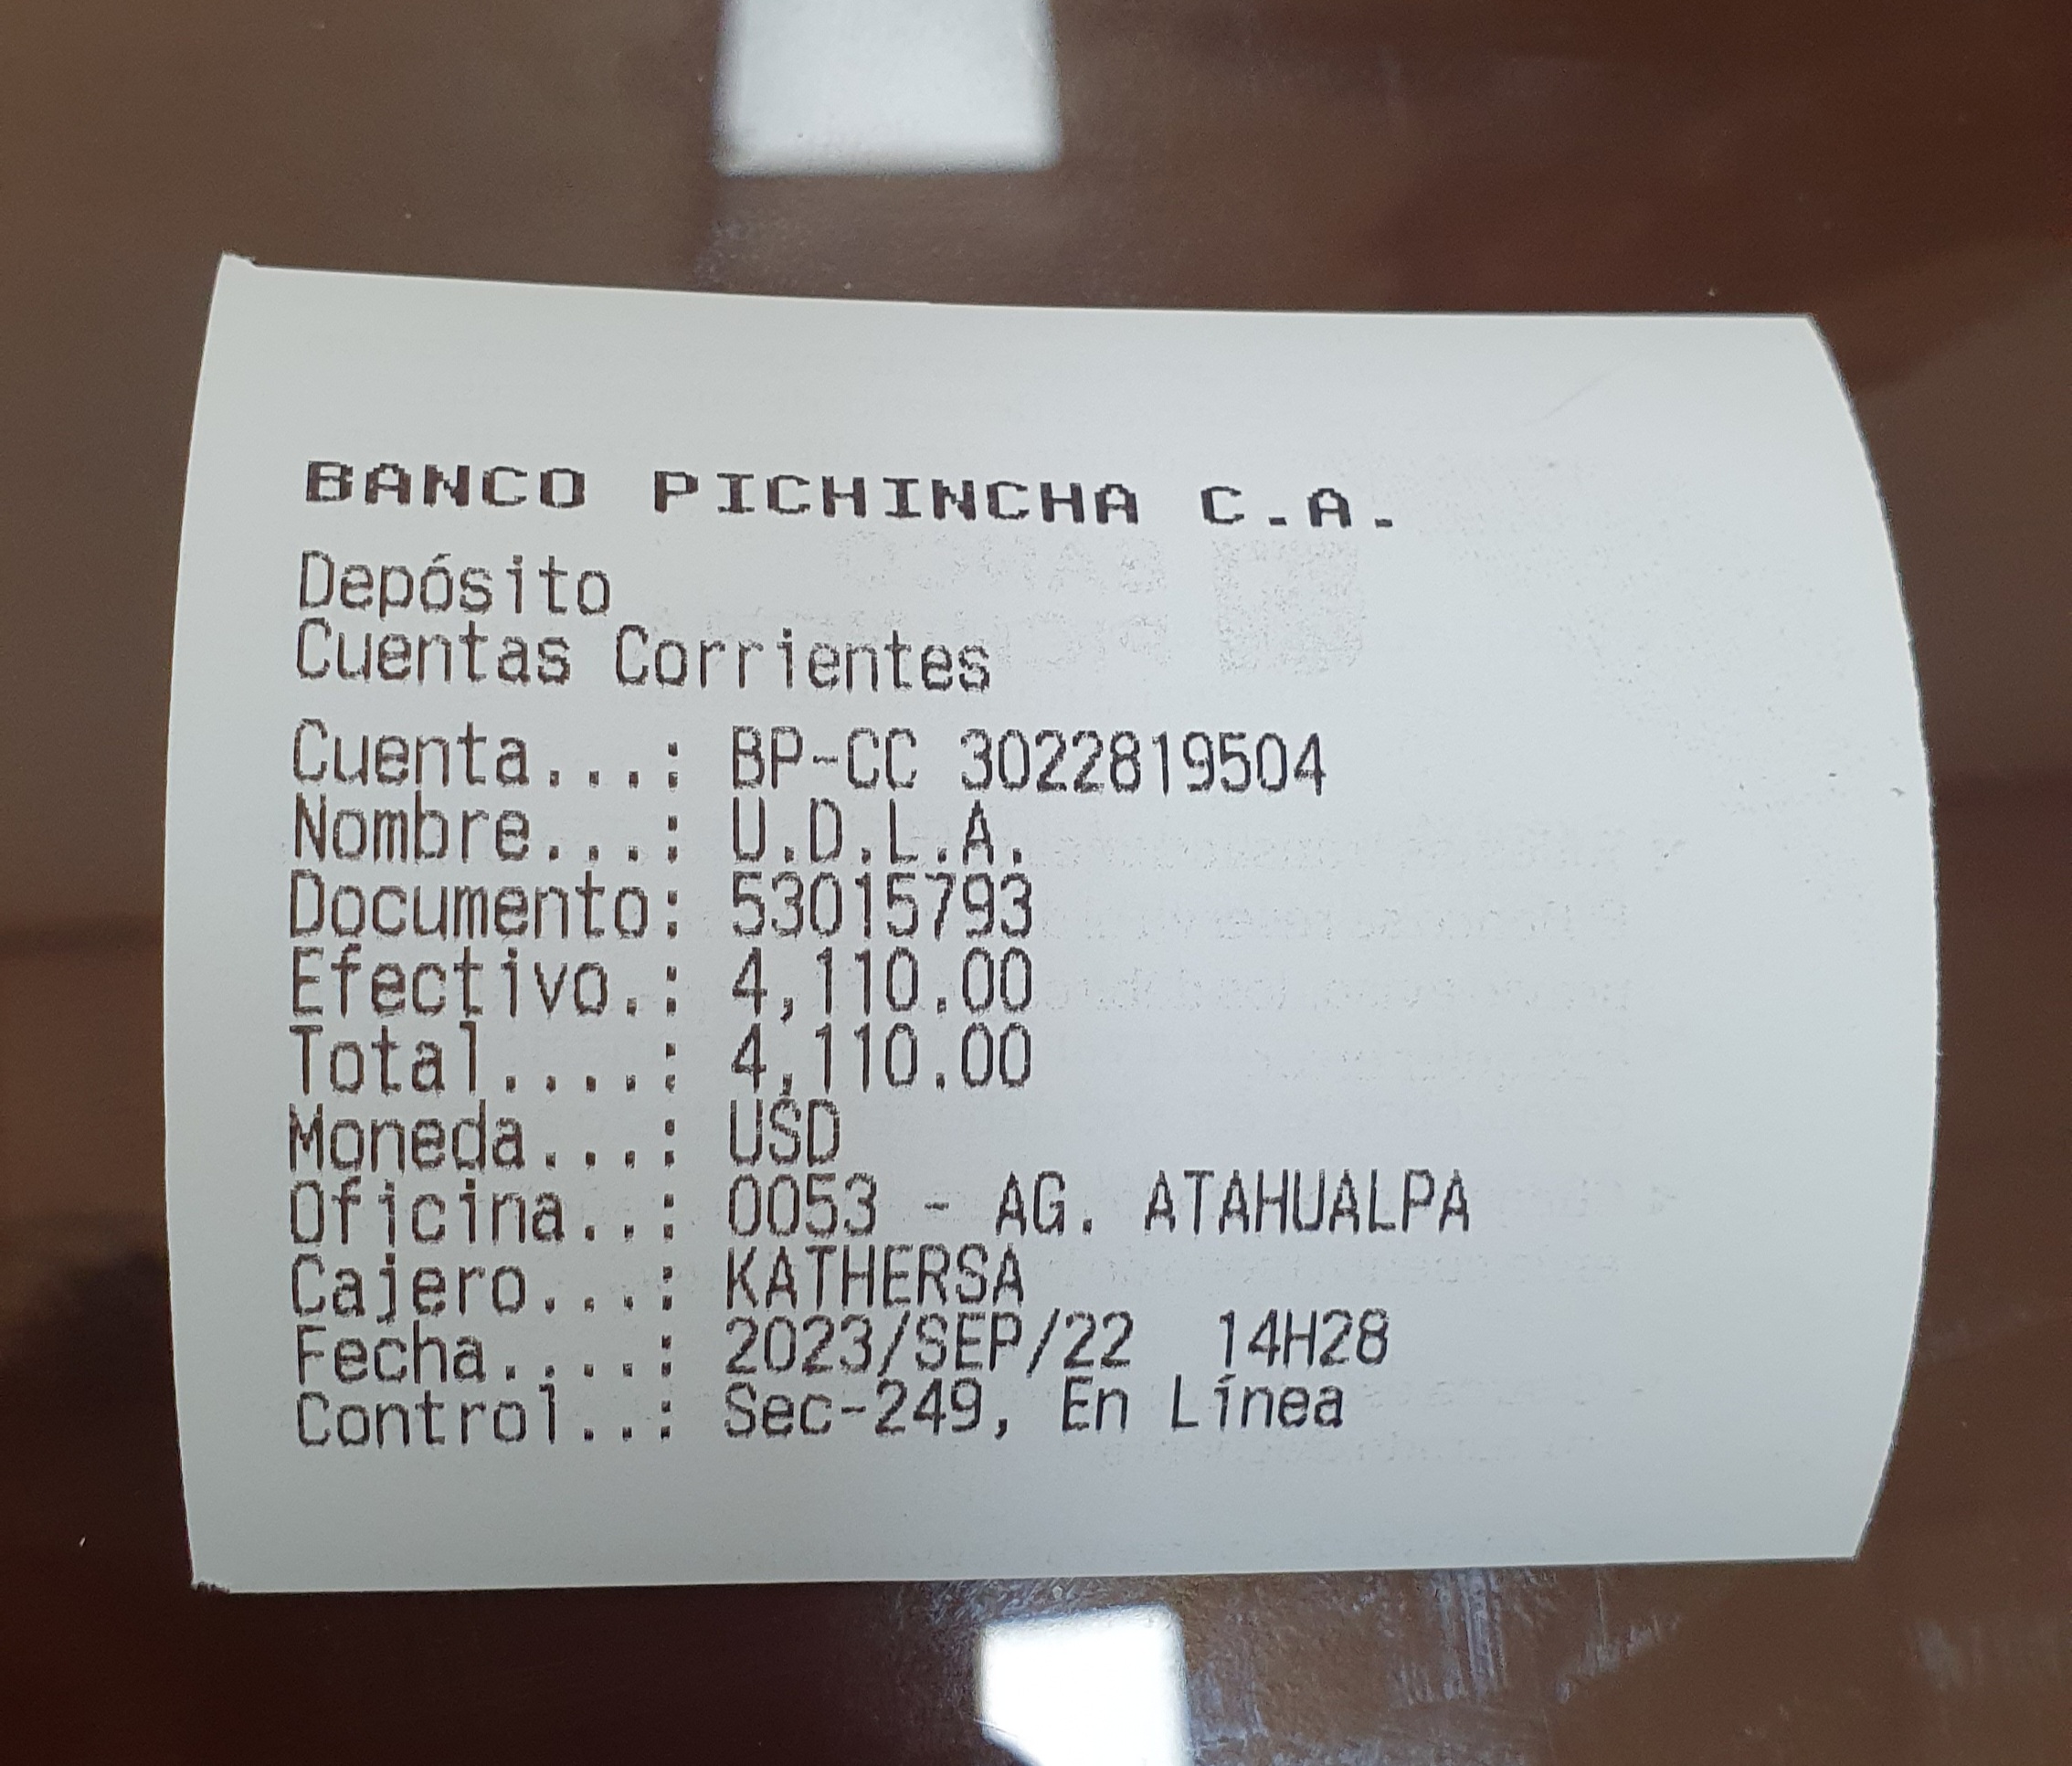 BANCO PICHINCHA C.A.
Depósito
Cuentas Corrientes
Cuenta...: BP-CC 3022819504
Nombre...: U.D.L.A.
Documento: 53015793
Efectivo.: 4,110.00
Total....: 4,110.00
Moneda...: USD
Oficina..: 0053 - AG. ATAHUALPA
Cajero...: KATHERSA
Fecha....: 2023/SEP/22  14H28
Control..: Sec-249, En Línea